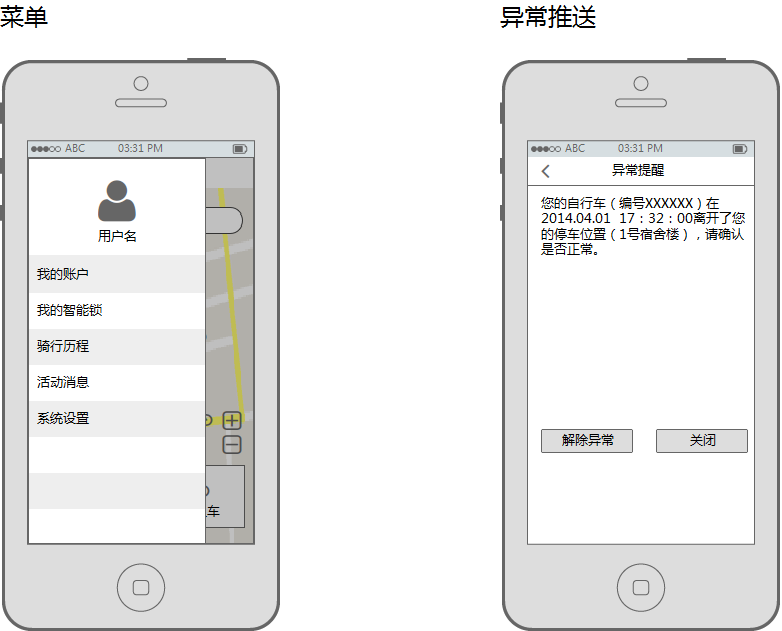 菜单
异常推送
ABC 03:31 PM
用户名
我的账户
我的智能锁
骑行历程
活动消息
系统设置
车
ABC 03:31 PM
异常提醒
您的自行车（编号XXXXXX）在
2014.04.01 17：32：00离开了您
的停车位置（1号宿舍楼），请确认
是否正常。
解除异常 关闭